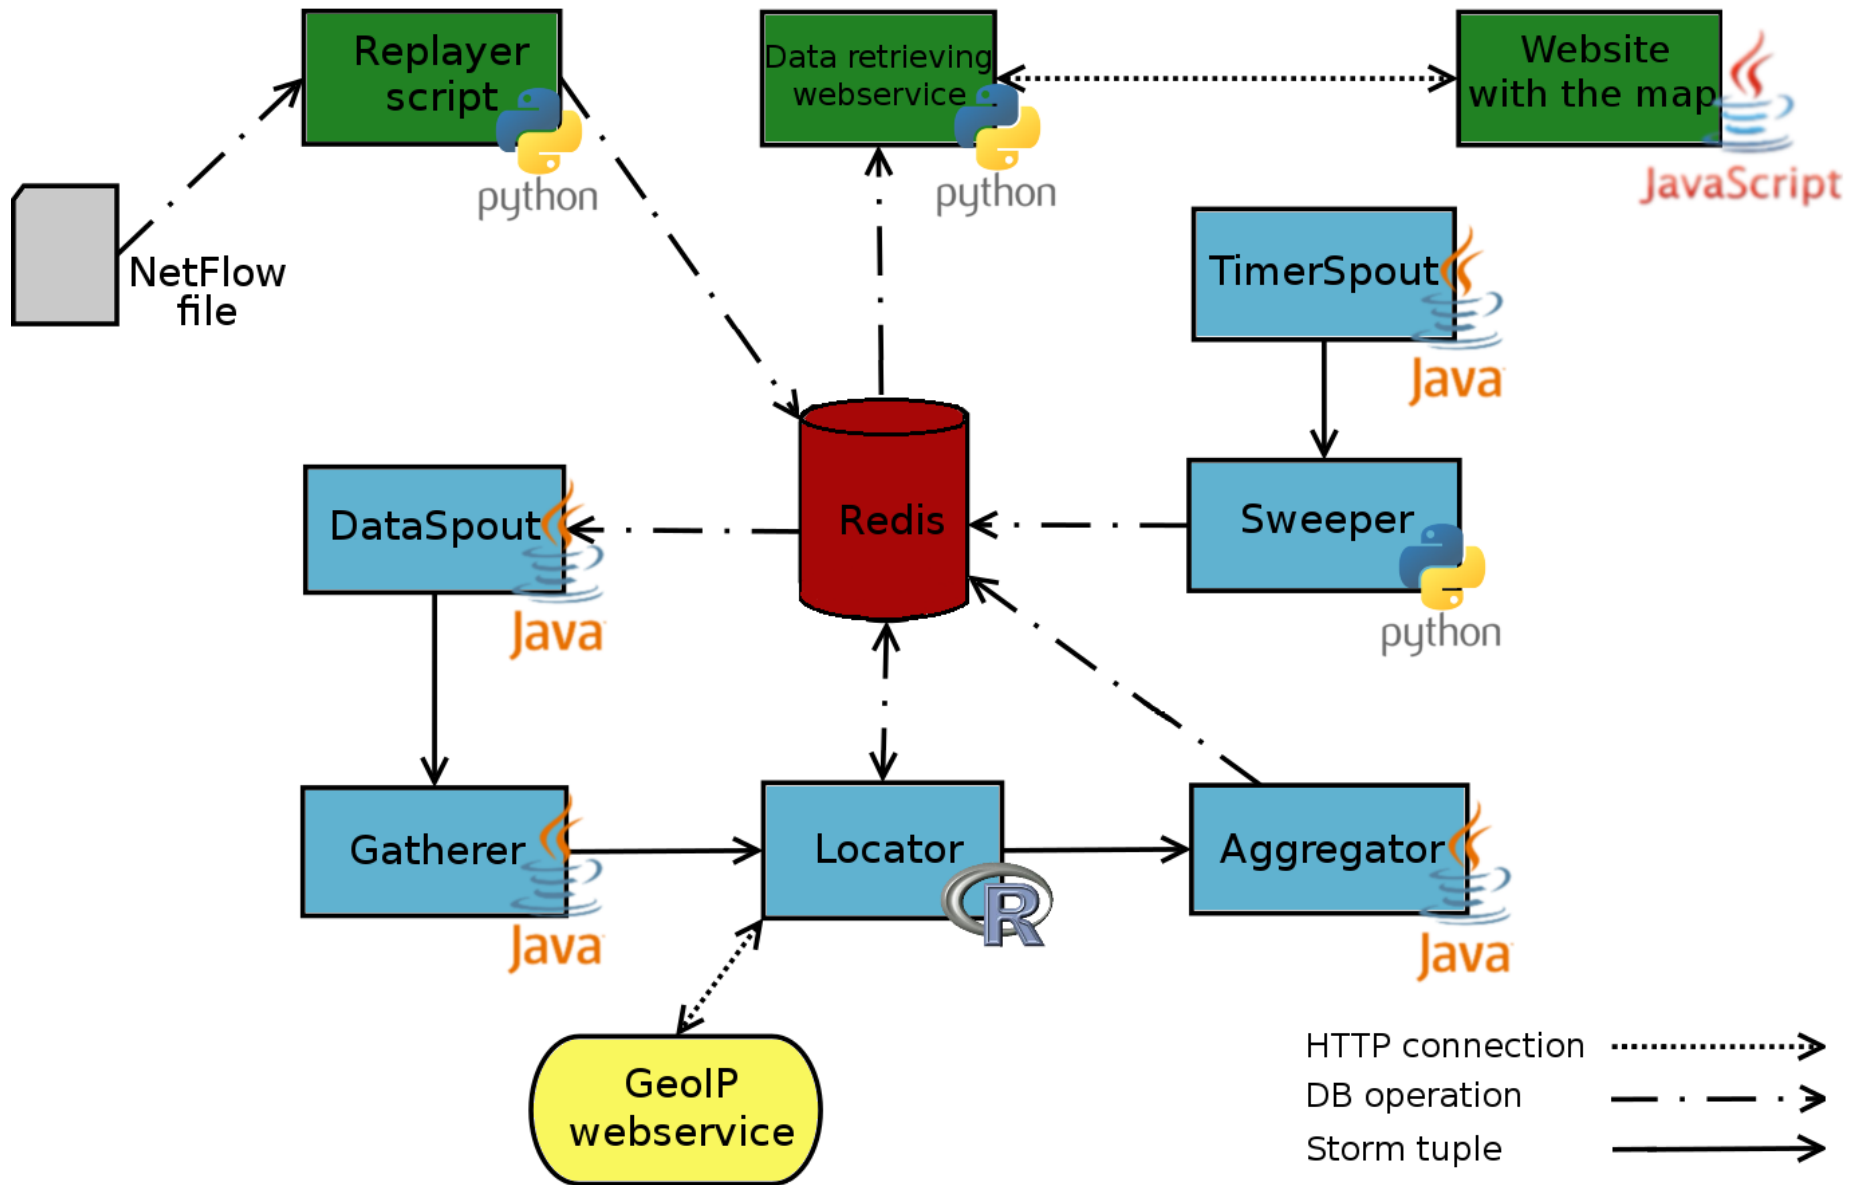 Replayer
script
python
Data retrieving
webservice
python
Website
with the map
JavaScript
NetFlow
file
TimerSpout
Java
Redis
DataSpout
Java
Sweeper
python
Gatherer
Java
Locator
R
Aggregator
Java
GeoIP
webservice
HTTP connection
DB operation
Storm tuple